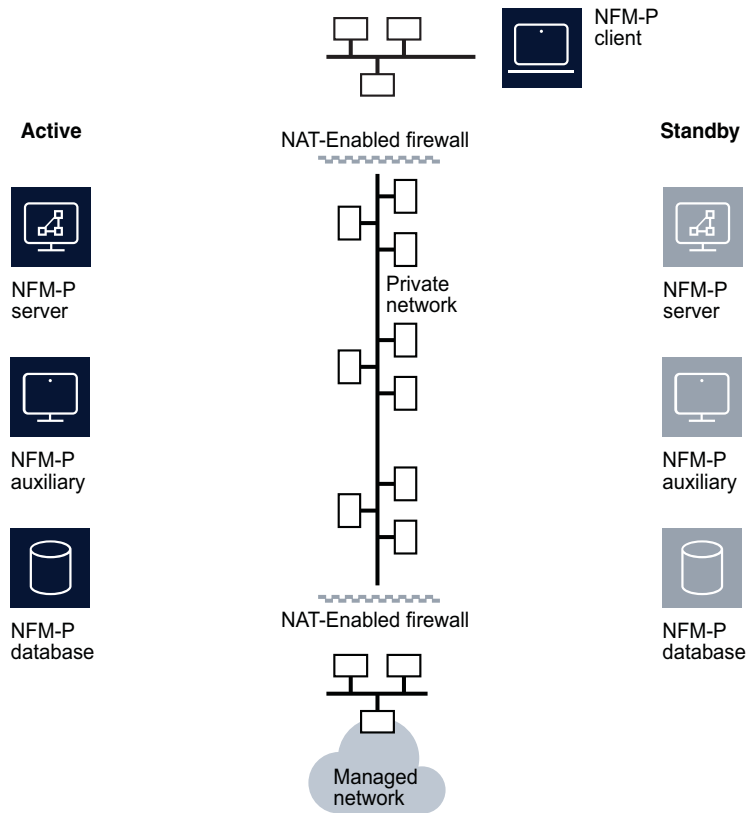 NFM-P
client
Active
NAT-Enabled firewall
Standby
NFM-P
server
Private
network
NFM-P
server
NFM-P
auxiliary
NFM-P
auxiliary
NAT-Enabled firewall
NFM-P
database
NFM-P
database
Managed
network